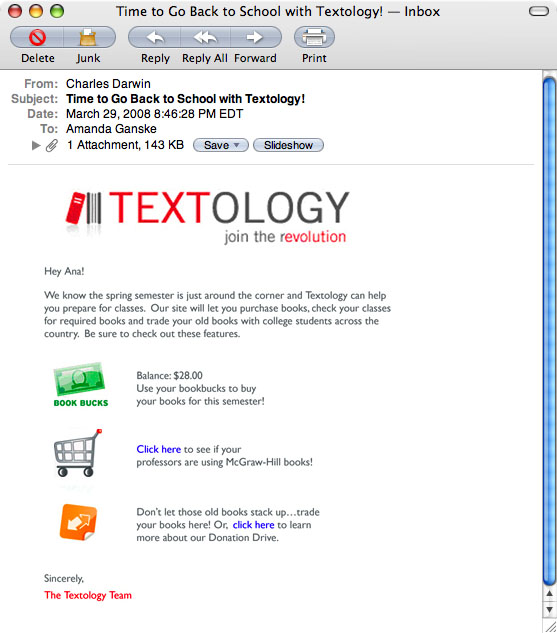 Time to Go Back to School with Textology! — Inbox
Delete Junk Reply Reply All Forward Print
From: Charles Darwin
Subject: Time to Go Back to School with Textology!
Date: March 29, 2008 8:46:28 PM EDT
To: Amanda Ganske
1 Attachment, 143 KB Save Slideshow
TEXTOLOGY
join the revolution
Hey Ana!
We know the spring semester is just around the corner and Textology can help
you prepare for classes. Our site will let you purchase books, check your classes
for required books and trade your old books with college students across the
country. Be sure to check out these features.
BOOK BUCKS
Balance: $28.00
Use your bookbucks to buy
your books for this semester!
Click here to see if your
professors are using McGraw-Hill books!
Don't let those old books stack up...trade
your books here! Or, click here to learn
more about our Donation Drive.
Sincerely,
The Textology Team